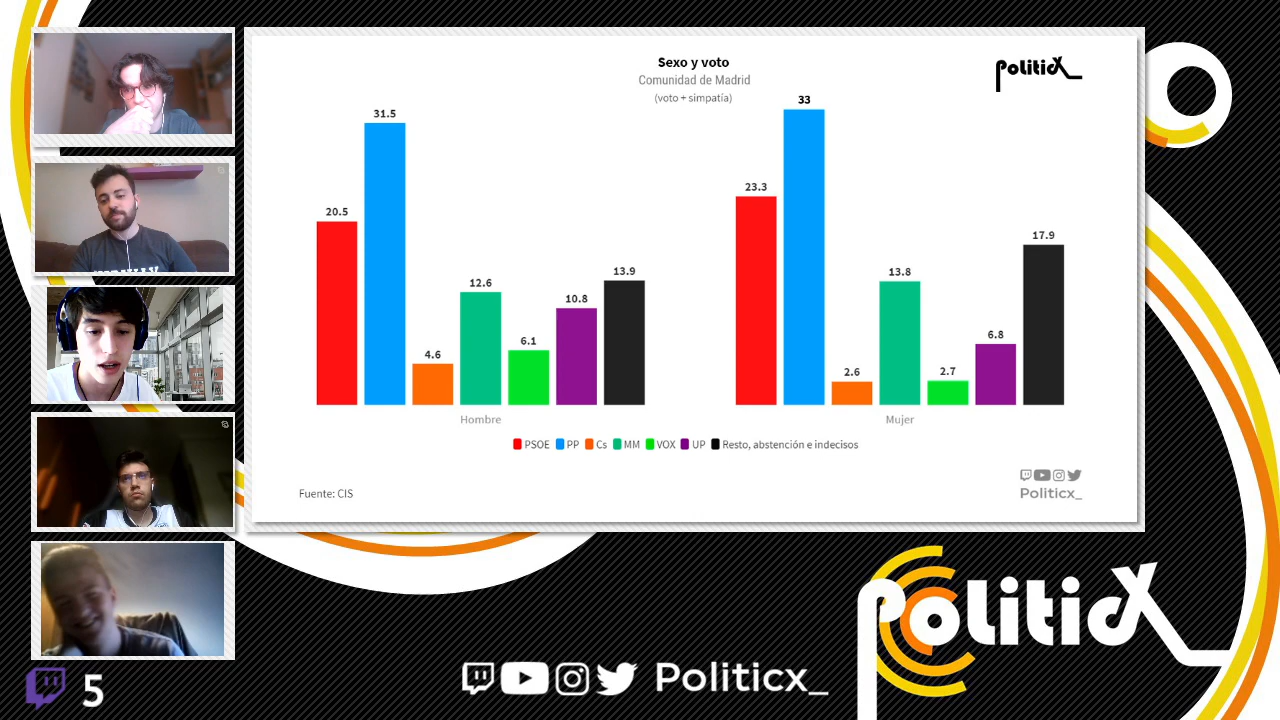 Sexo y voto
Comunidad de Madrid
(voto + simpatía)
politicX
31.5
33
20.5
23.3
4.6
12.6
6.1
10.8
13.9
2.6
13.8
2.7
6.8
17.9
Hombre
Mujer
PSOE PP Cs MM VOX UP Resto, abstención e indecisos
Fuente: CIS
Politicx_
politicX
5
Politicx_